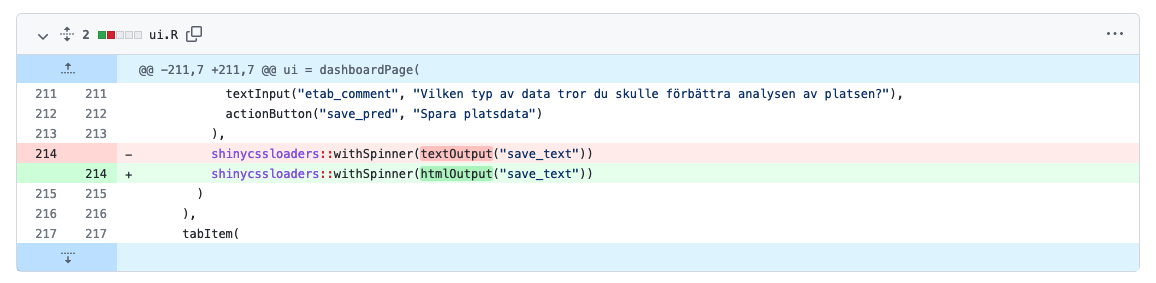 2 ui.R
@@ -211,7 +211,7 @@ ui = dashboardPage(
211 211 textInput("etab_comment", "Vilken typ av data tror du skulle förbättra analysen av platsen?"),
212 212 actionButton("save_pred", "Spara platsdata")
213 213 ),
214 - shinycssloaders::withSpinner(textOutput("save_text"))
214 + shinycssloaders::withSpinner(htmlOutput("save_text"))
215 215 )
216 216 ),
217 217 tabItem(